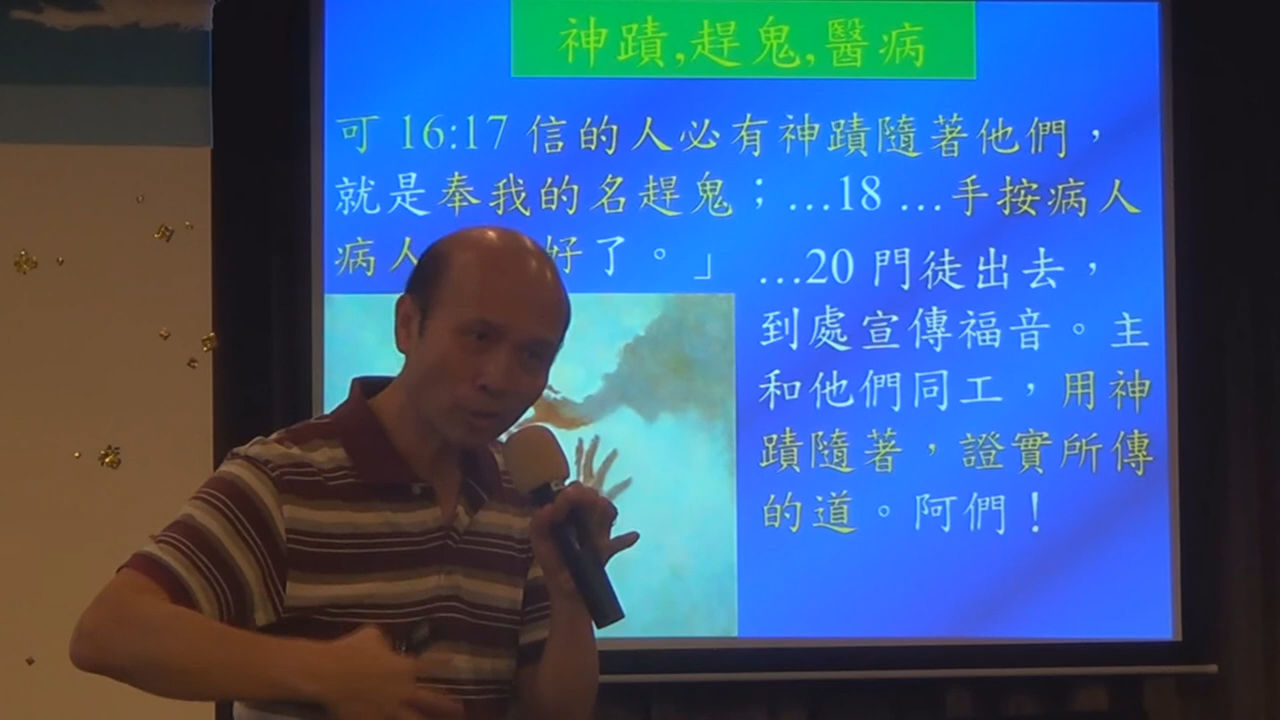 神蹟,趕鬼,醫病
可 16:17 信的人必有神蹟隨著他們，
就是奉我的名趕鬼；…18 …手按病人
病人 好了。」
…20 門徒出去，
到處宣傳福音。主
和他們同工，用神
蹟隨著，證實所傳
的道。阿們！